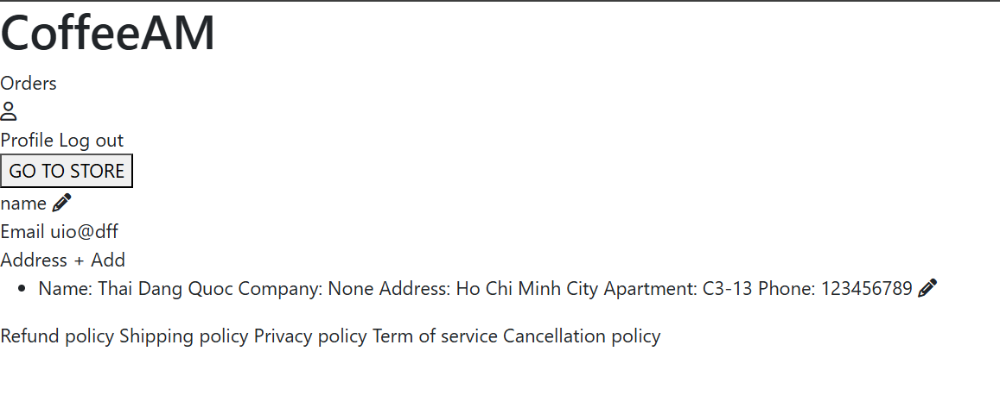 CoffeeAM
Orders
Profile Log out
GO TO STORE
name
Email uio@dff
Address + Add
Name: Thai Dang Quoc Company: None Address: Ho Chi Minh City Apartment: C3-13 Phone: 123456789
Refund policy Shipping policy Privacy policy Term of service Cancellation policy